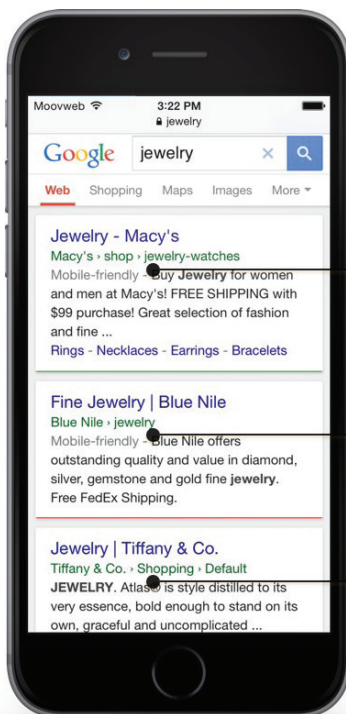 Moovweb 3:22 PM
jewelry
Google jewelry ×
Web Shopping Maps Images More
Jewelry - Macy's
Macy's › shop › jewelry-watches
Mobile-friendly - Buy Jewelry for women
and men at Macy's! FREE SHIPPING with
$99 purchase! Great selection of fashion
and fine ...
Rings - Necklaces - Earrings - Bracelets
Fine Jewelry | Blue Nile
Blue Nile › jewelry
Mobile-friendly - Blue Nile offers
outstanding quality and value in diamond,
silver, gemstone and gold fine jewelry.
Free FedEx Shipping.
Jewelry | Tiffany & Co.
Tiffany & Co. › Shopping › Default
JEWELRY. Atlas® is style distilled to its
very essence, bold enough to stand on its
own, graceful and uncomplicated ...